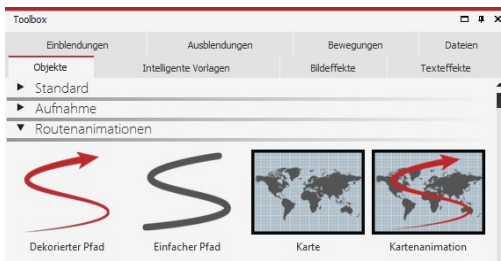 Toolbox
Einblendungen Ausblendungen Bewegungen Dateien
Objekte Intelligente Vorlagen Bildeffekte Texteffekte
Standard
Aufnahme
Routenanimationen
Dekorierter Pfad Einfacher Pfad Karte Kartenanimation